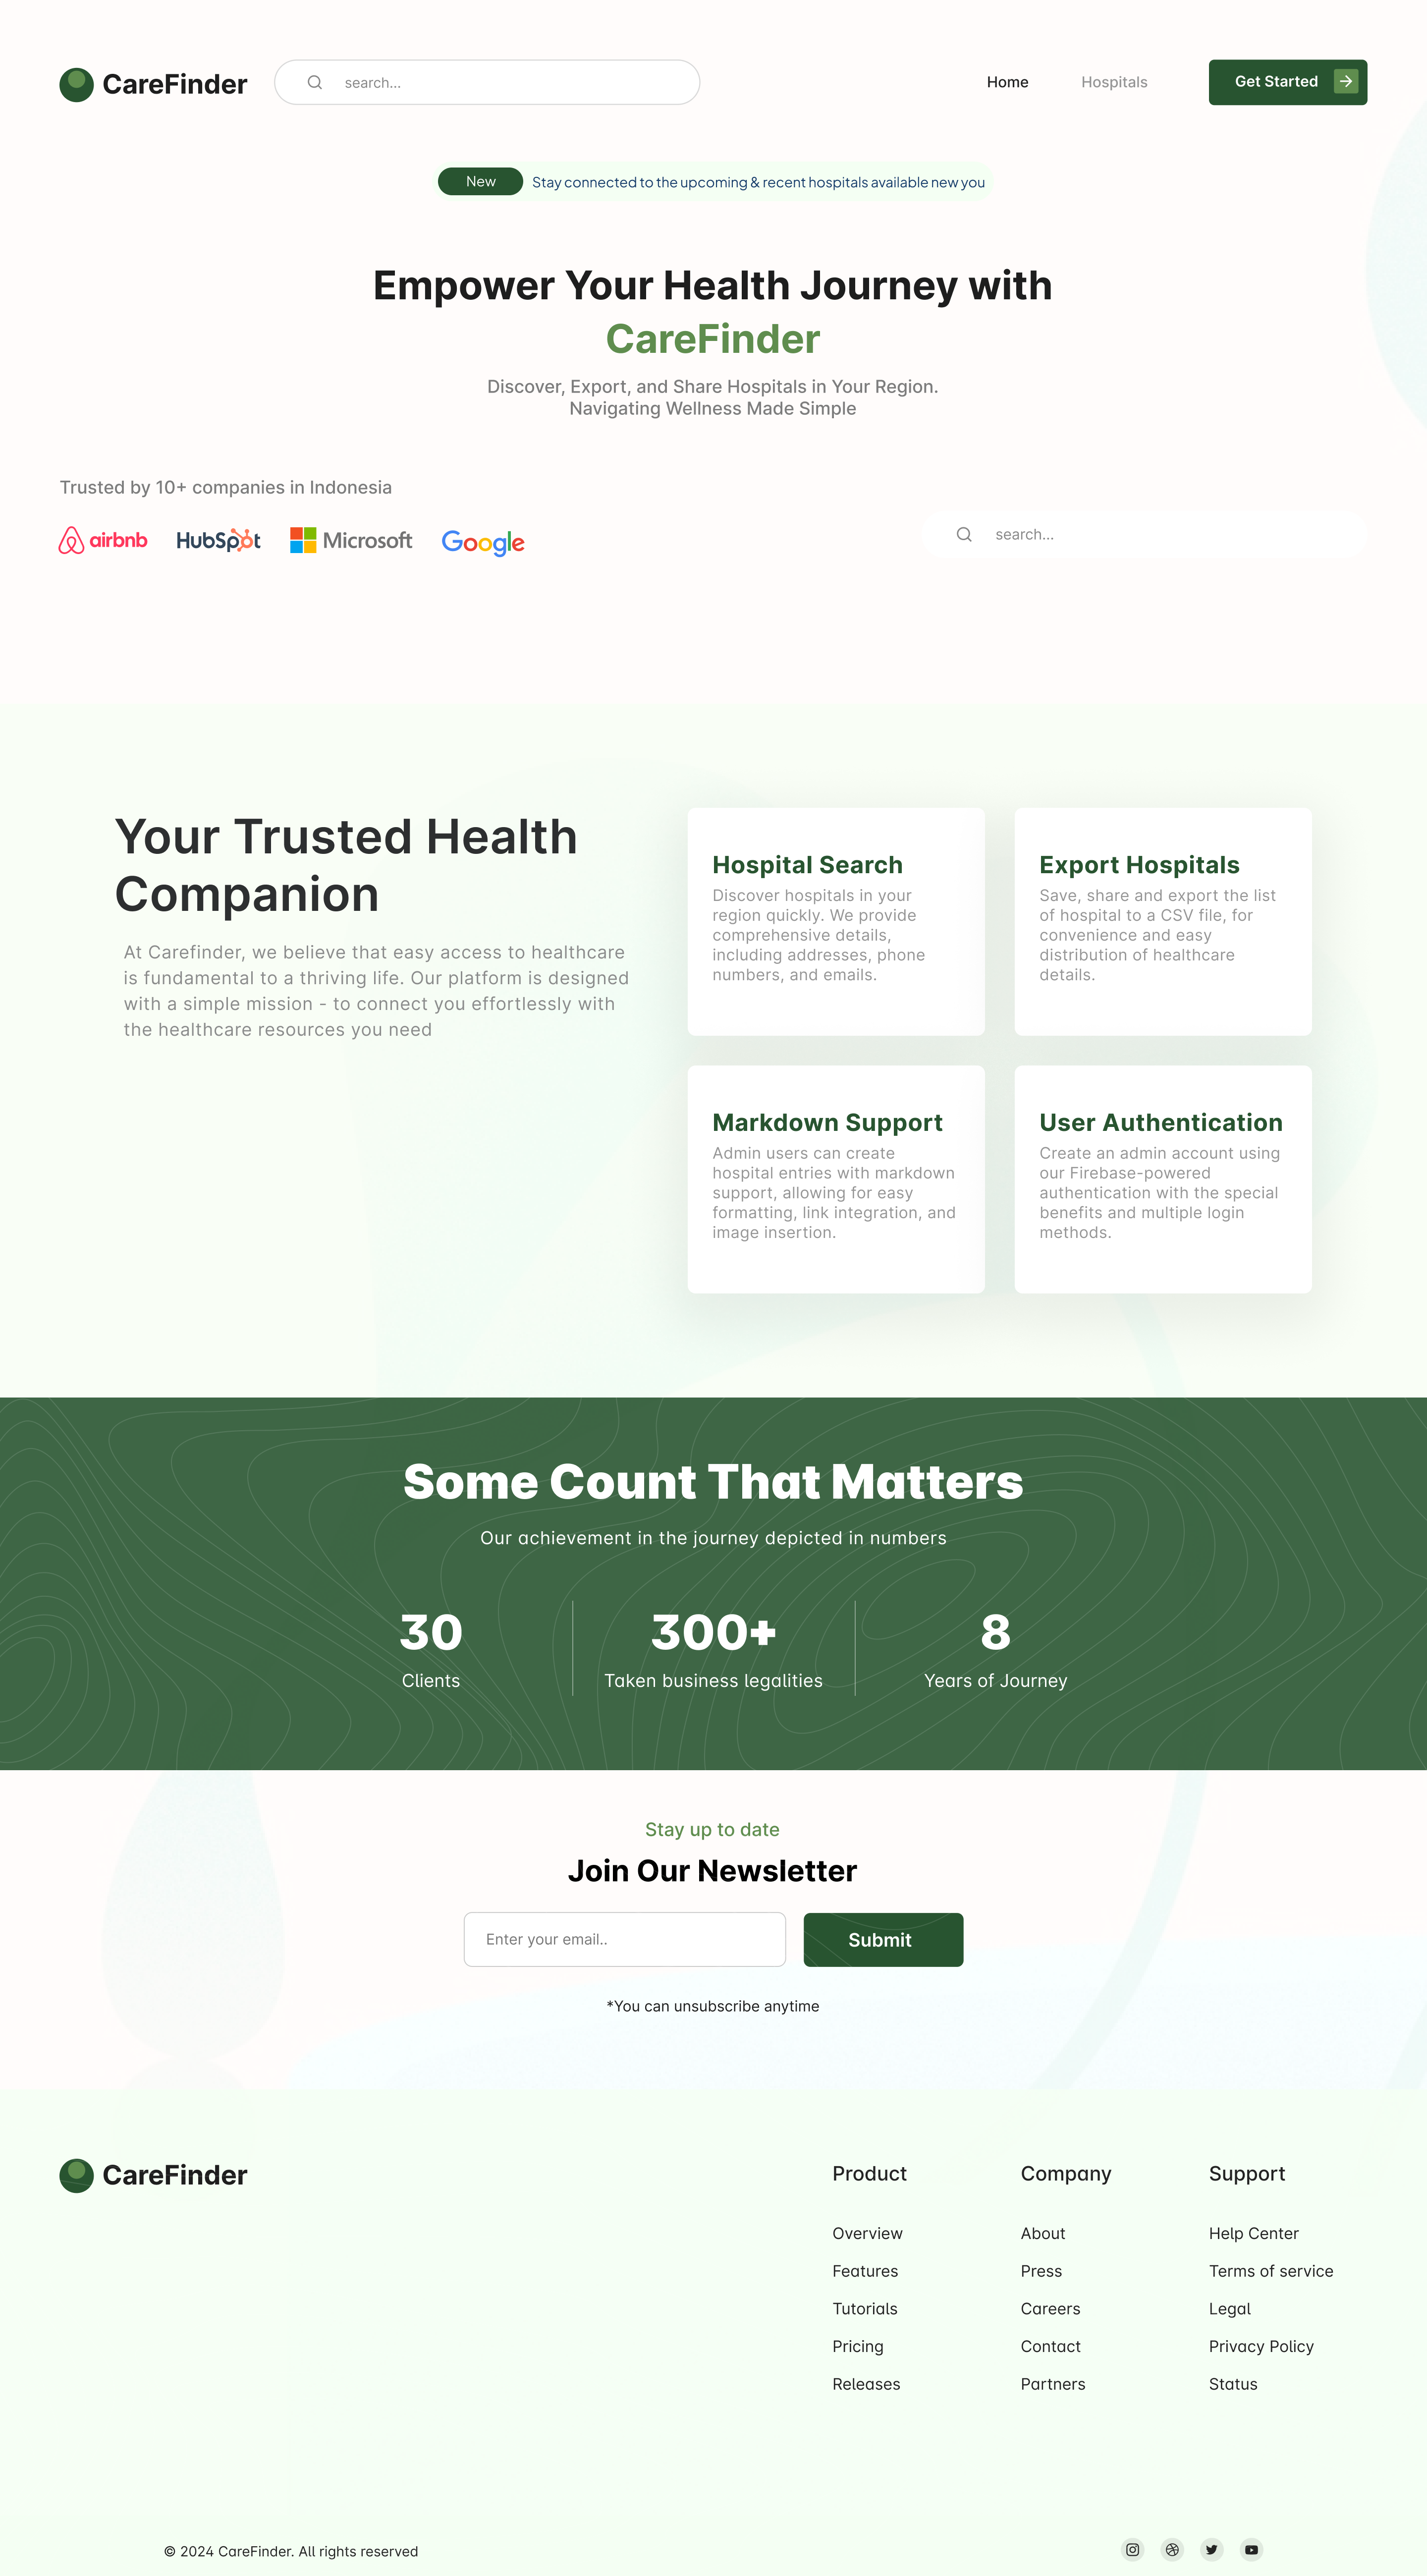 CareFinder
search...
Home
Hospitals
Get Started
New
Stay connected to the upcoming & recent hospitals available new you
Empower Your Health Journey with
CareFinder
Discover, Export, and Share Hospitals in Your Region.
Navigating Wellness Made Simple
Trusted by 10+ companies in Indonesia
airbnb
HubSpot
Microsoft
Google
search...
Your Trusted Health
Companion
At Carefinder, we believe that easy access to healthcare
is fundamental to a thriving life. Our platform is designed
with a simple mission - to connect you effortlessly with
the healthcare resources you need
Hospital Search
Discover hospitals in your
region quickly. We provide
comprehensive details,
including addresses, phone
numbers, and emails.
Export Hospitals
Save, share and export the list
of hospital to a CSV file, for
convenience and easy
distribution of healthcare
details.
Markdown Support
Admin users can create
hospital entries with markdown
support, allowing for easy
formatting, link integration, and
image insertion.
User Authentication
Create an admin account using
our Firebase-powered
authentication with the special
benefits and multiple login
methods.
Some Count That Matters
Our achievement in the journey depicted in numbers
30
Clients
300+
Taken business legalities
8
Years of Journey
Stay up to date
Join Our Newsletter
Enter your email..
Submit
*You can unsubscribe anytime
CareFinder
Product
Overview
Features
Tutorials
Pricing
Releases
Company
About
Press
Careers
Contact
Partners
Support
Help Center
Terms of service
Legal
Privacy Policy
Status
© 2024 CareFinder. All rights reserved